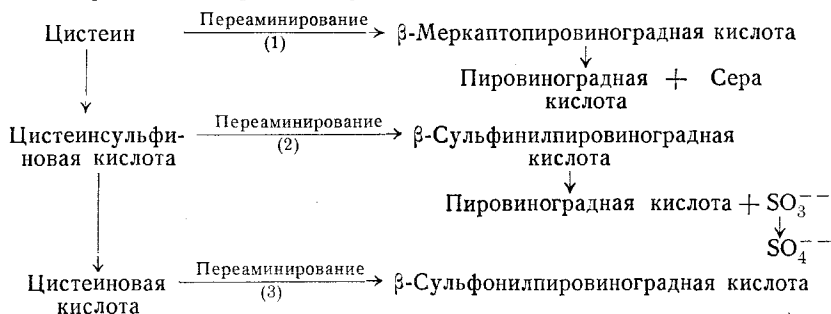 Цистеин Переаминирование (1) β-Меркаптопировиноградная кислота
Пировиноградная + Сера
кислота
Цистеинсульфи-
новая кислота Переаминирование (2) β-Сульфинилпировиноградная
кислота
Пировиноградная кислота + SO₃⁻⁻
SO₄⁻⁻
Цистеиновая
кислота Переаминирование (3) β-Сульфонилпировиноградная кислота